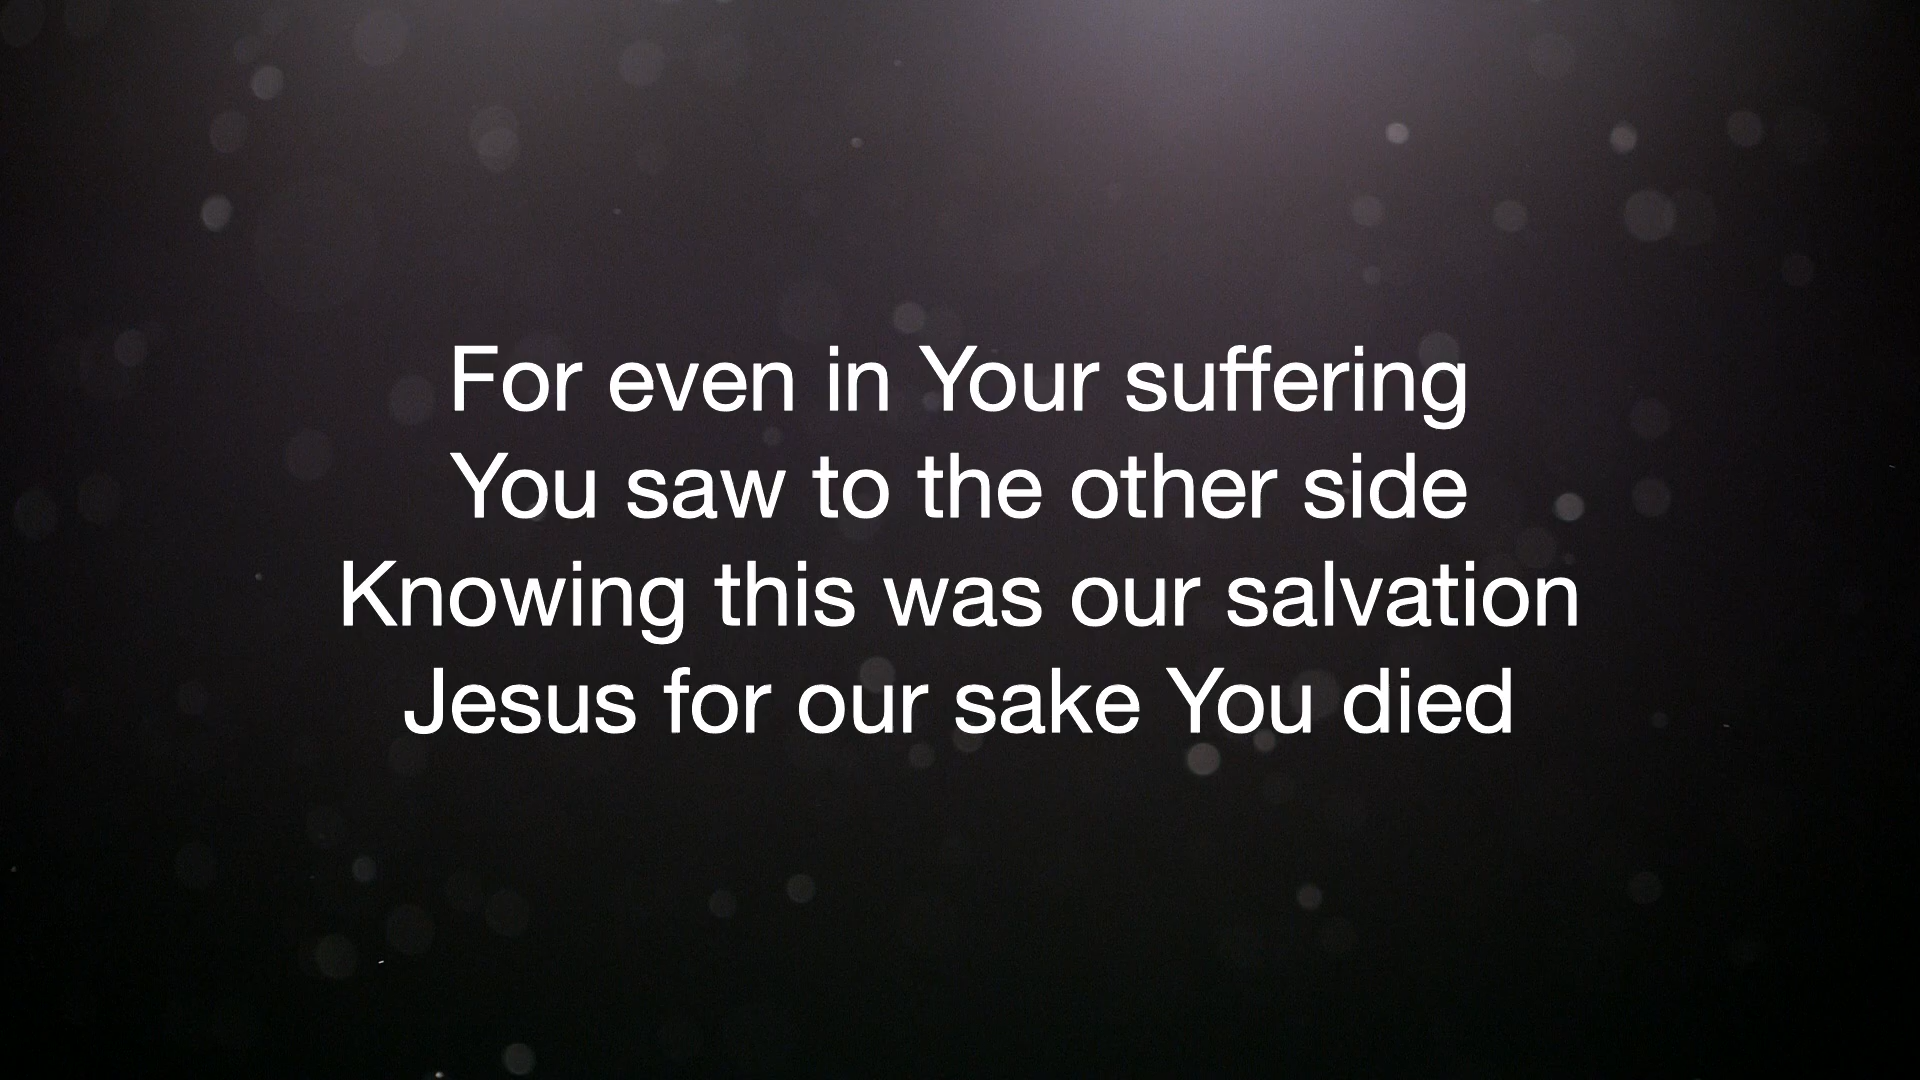 For even in Your suffering
You saw to the other side
Knowing this was our salvation
Jesus for our sake You died